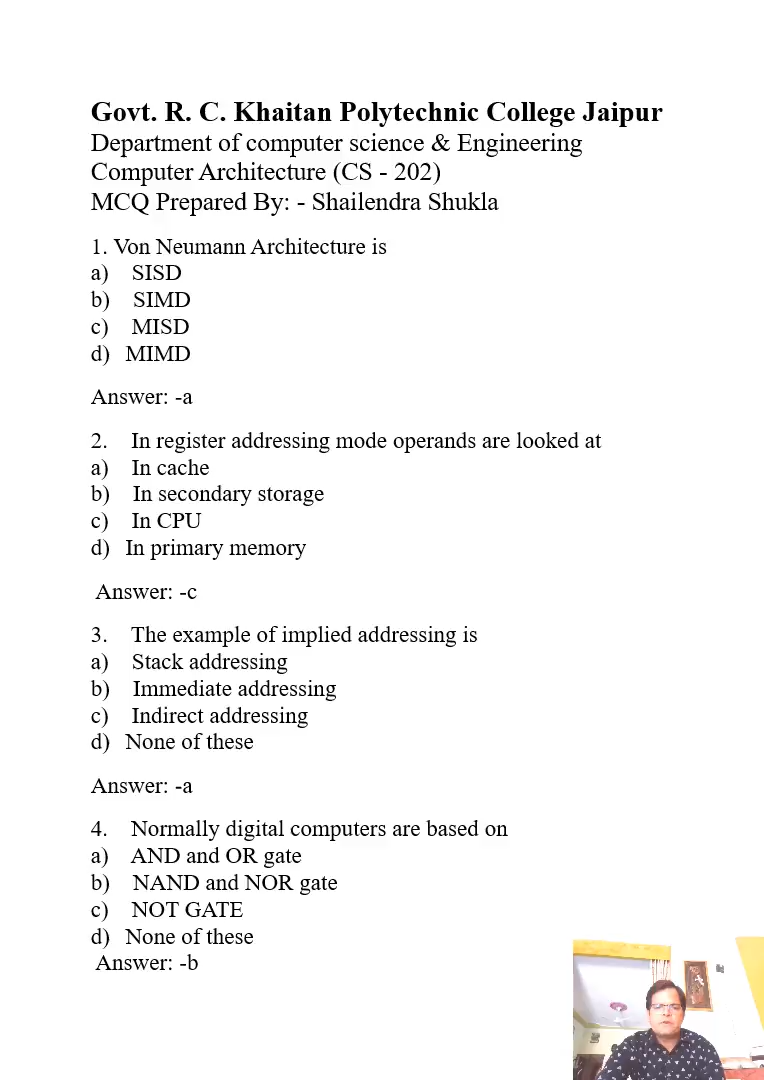 Govt. R. C. Khaitan Polytechnic College Jaipur
Department of computer science & Engineering
Computer Architecture (CS - 202)
MCQ Prepared By: - Shailendra Shukla
1. Von Neumann Architecture is
a) SISD
b) SIMD
c) MISD
d) MIMD
Answer: -a
2. In register addressing mode operands are looked at
a) In cache
b) In secondary storage
c) In CPU
d) In primary memory
Answer: -c
3. The example of implied addressing is
a) Stack addressing
b) Immediate addressing
c) Indirect addressing
d) None of these
Answer: -a
4. Normally digital computers are based on
a) AND and OR gate
b) NAND and NOR gate
c) NOT GATE
d) None of these
Answer: -b